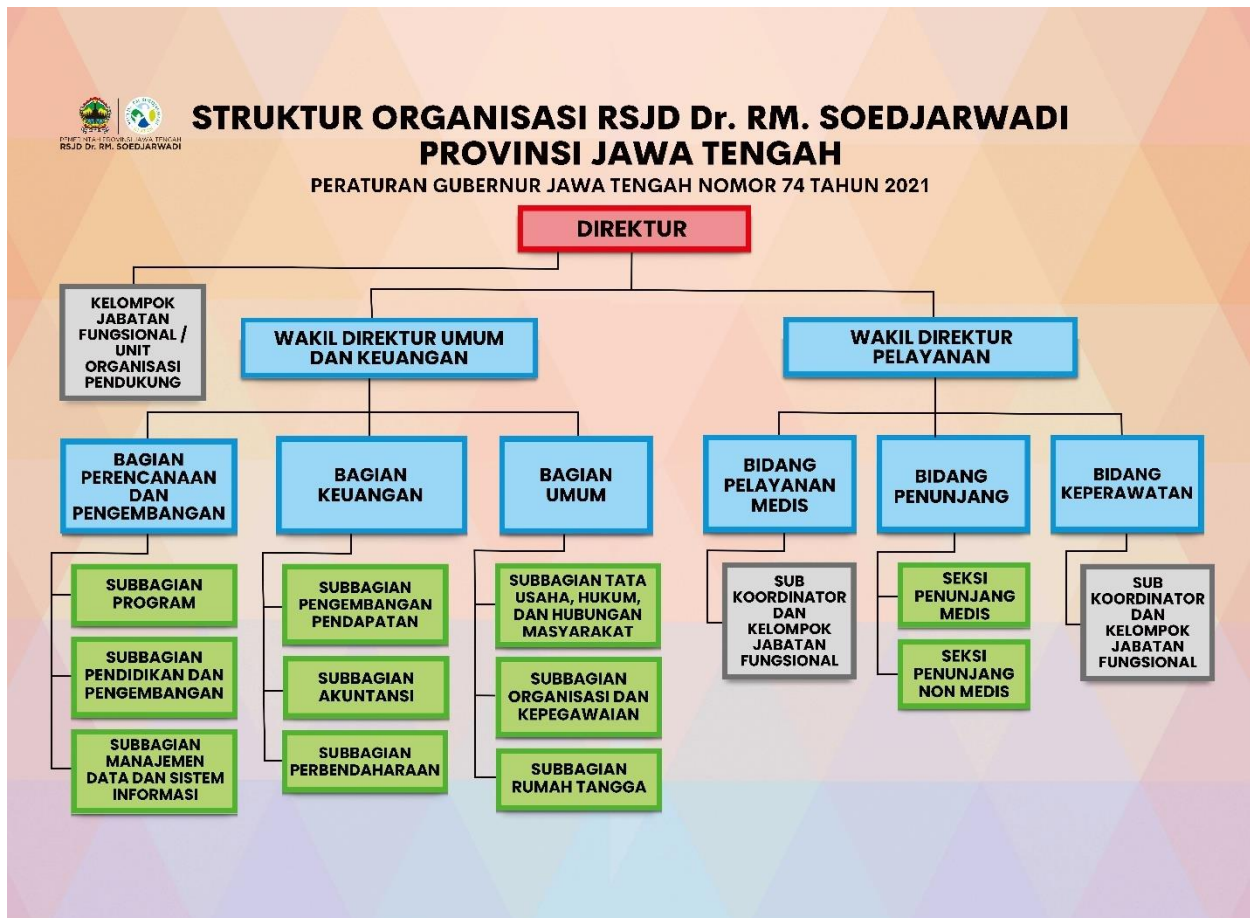 PEMERINTAH PROVINSI JAWA TENGAH
RSJD Dr. RM. SOEDJARWADI
STRUKTUR ORGANISASI RSJD Dr. RM. SOEDJARWADI
PROVINSI JAWA TENGAH
PERATURAN GUBERNUR JAWA TENGAH NOMOR 74 TAHUN 2021
DIREKTUR
KELOMPOK
JABATAN
FUNGSIONAL /
UNIT
ORGANISASI
PENDUKUNG
WAKIL DIREKTUR UMUM
DAN KEUANGAN
WAKIL DIREKTUR
PELAYANAN
BAGIAN
PERENCANAAN
DAN
PENGEMBANGAN
BAGIAN
KEUANGAN
BAGIAN
UMUM
BIDANG
PELAYANAN
MEDIS
BIDANG
PENUNJANG
BIDANG
KEPERAWATAN
SUBBAGIAN
PROGRAM
SUBBAGIAN
PENDIDIKAN DAN
PENGEMBANGAN
SUBBAGIAN
MANAJEMEN
DATA DAN SISTEM
INFORMASI
SUBBAGIAN
PENGEMBANGAN
PENDAPATAN
SUBBAGIAN
AKUNTANSI
SUBBAGIAN
PERBENDAHARAAN
SUBBAGIAN TATA
USAHA, HUKUM,
DAN HUBUNGAN
MASYARAKAT
SUBBAGIAN
ORGANISASI DAN
KEPEGAWAIAN
SUBBAGIAN
RUMAH TANGGA
SUB
KOORDINATOR
DAN
KELOMPOK
JABATAN
FUNGSIONAL
SEKSI
PENUNJANG
MEDIS
SEKSI
PENUNJANG
NON MEDIS
SUB
KOORDINATOR
DAN
KELOMPOK
JABATAN
FUNGSIONAL